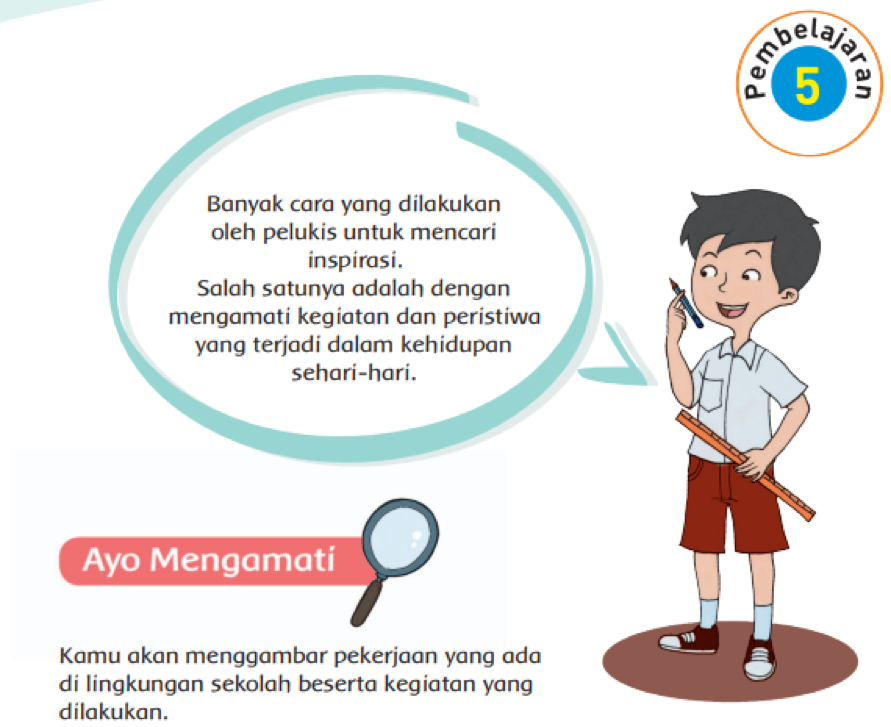 Pembelajaran
5
Banyak cara yang dilakukan
oleh pelukis untuk mencari
inspirasi.
Salah satunya adalah dengan
mengamati kegiatan dan peristiwa
yang terjadi dalam kehidupan
sehari-hari.
Ayo Mengamati
Kamu akan menggambar pekerjaan yang ada
di lingkungan sekolah beserta kegiatan yang
dilakukan.